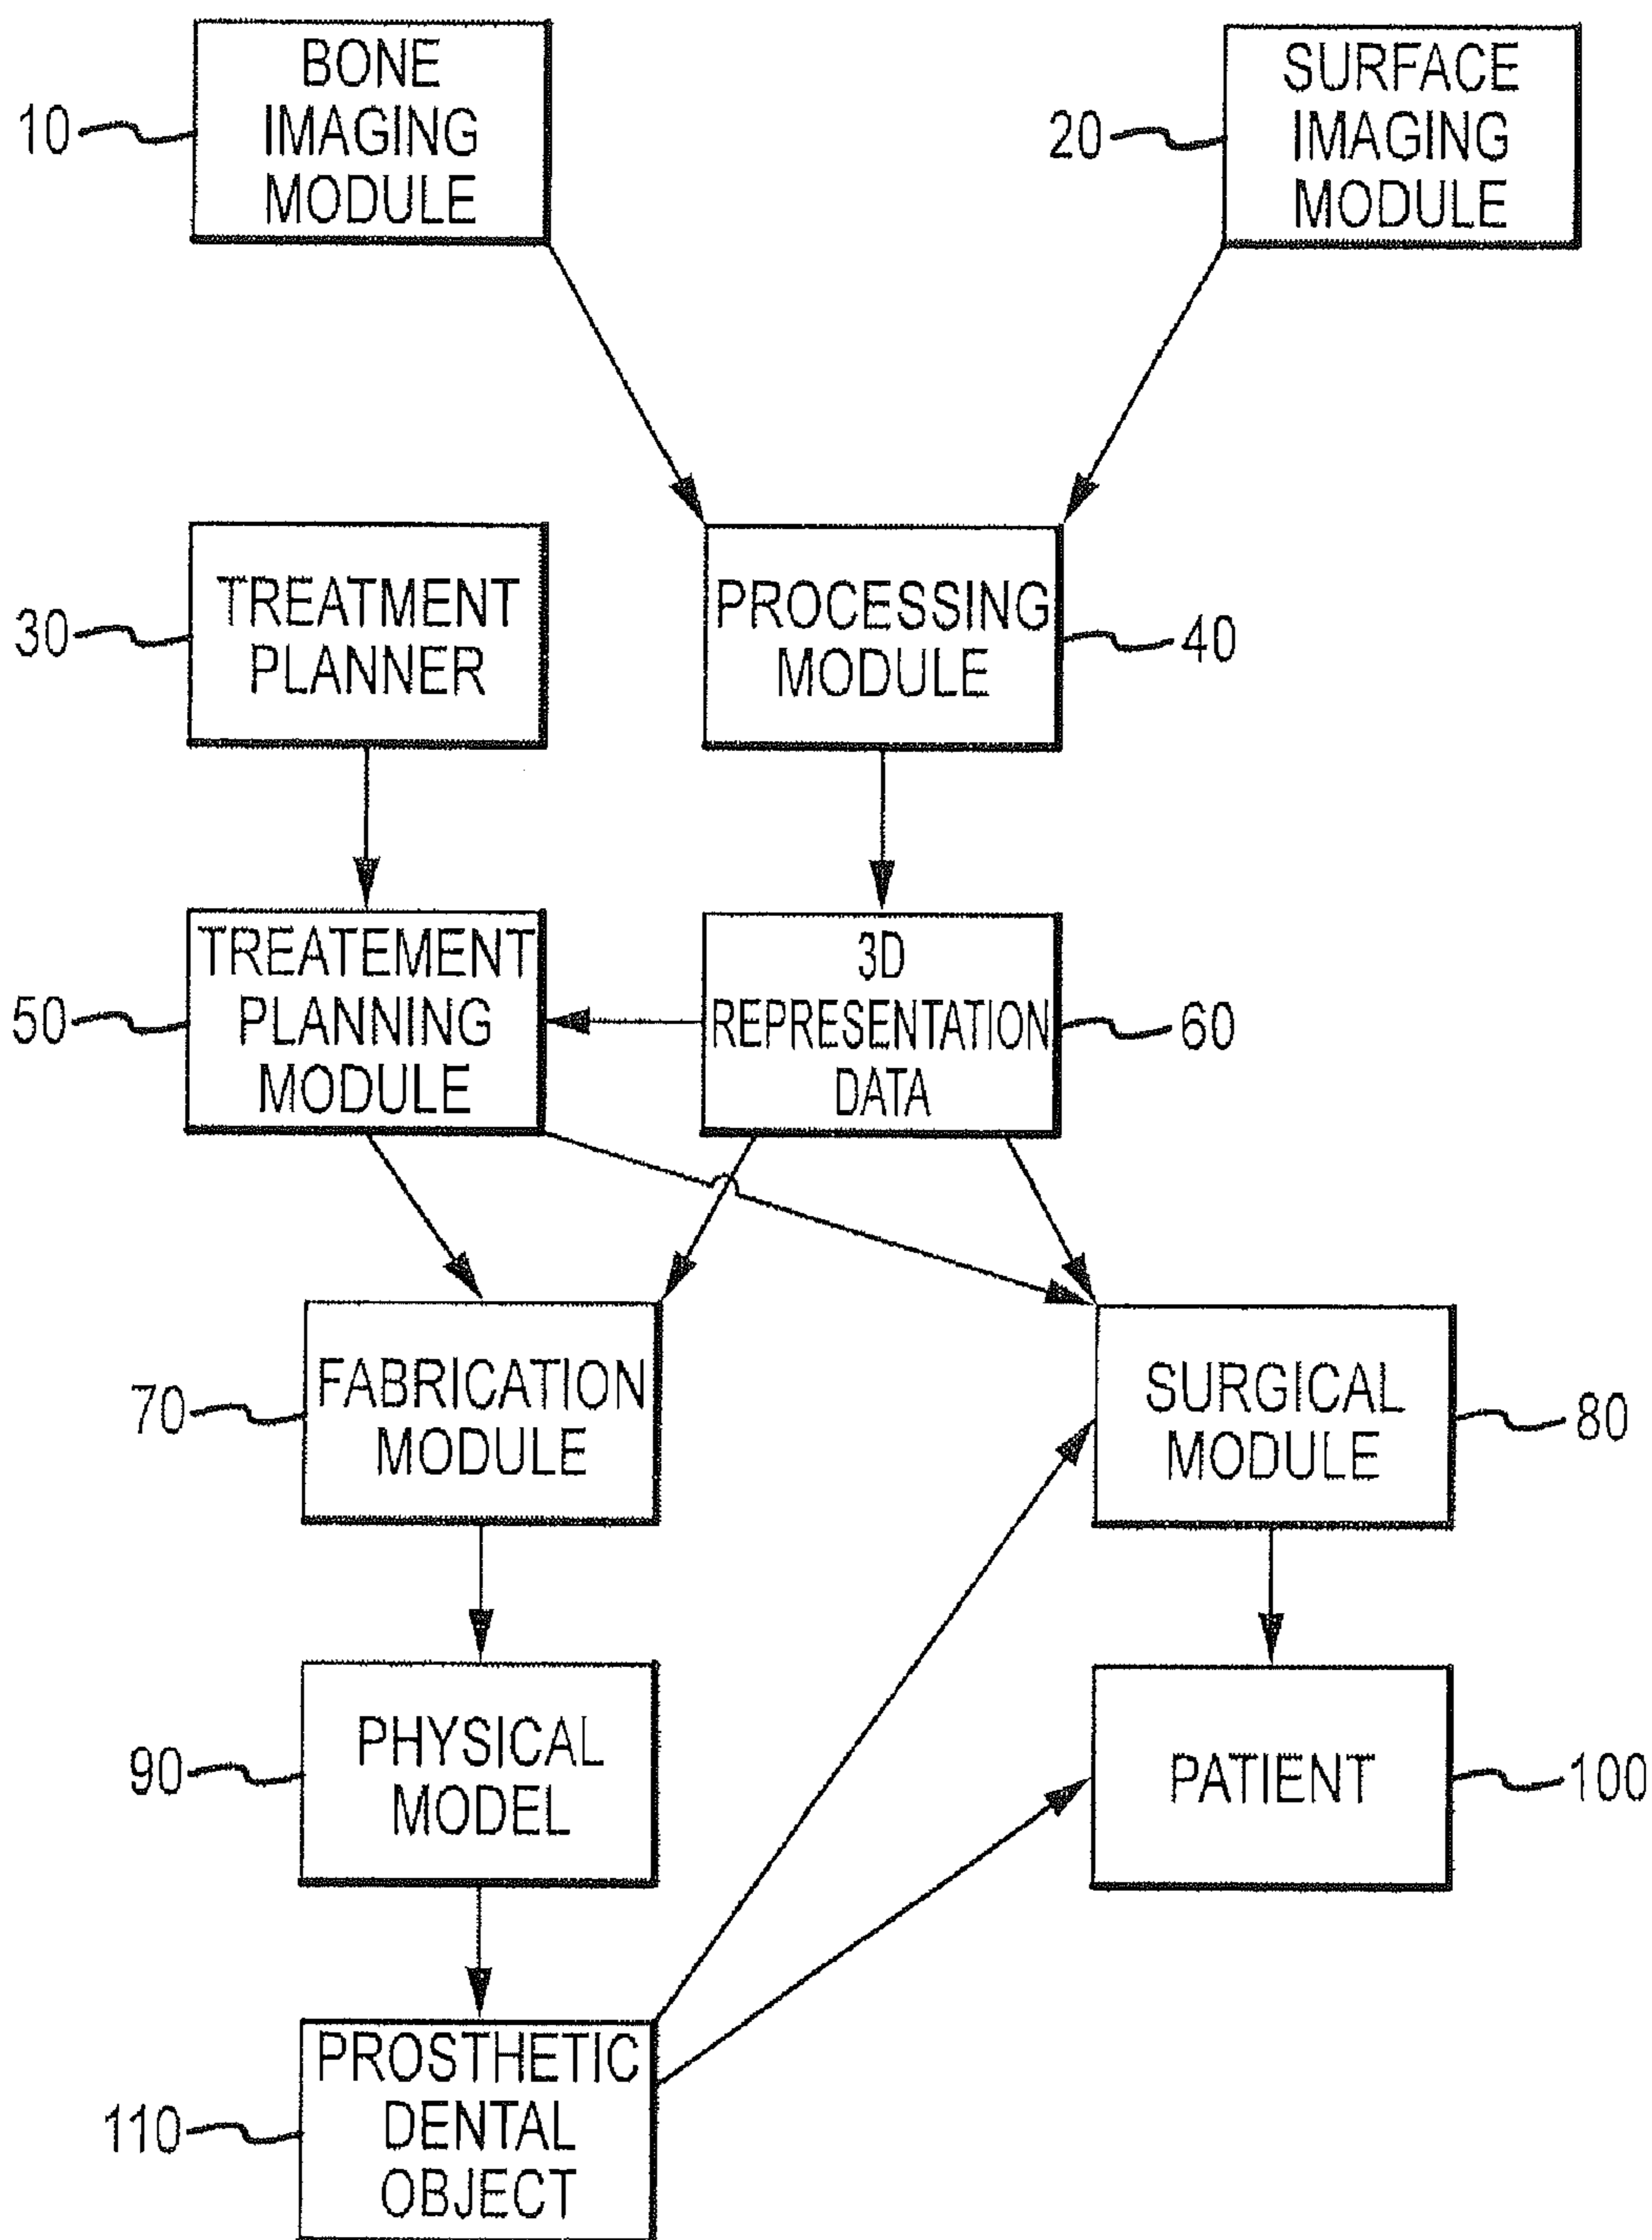 BONE
IMAGING
MODULE
10
SURFACE
IMAGING
MODULE
20
TREATMENT
PLANNER
30
PROCESSING
MODULE
40
TREATEMENT
PLANNING
MODULE
50
3D
REPRESENTATION
DATA
60
FABRICATION
MODULE
70
SURGICAL
MODULE
80
PHYSICAL
MODEL
90
PATIENT
100
PROSTHETIC
DENTAL
OBJECT
110